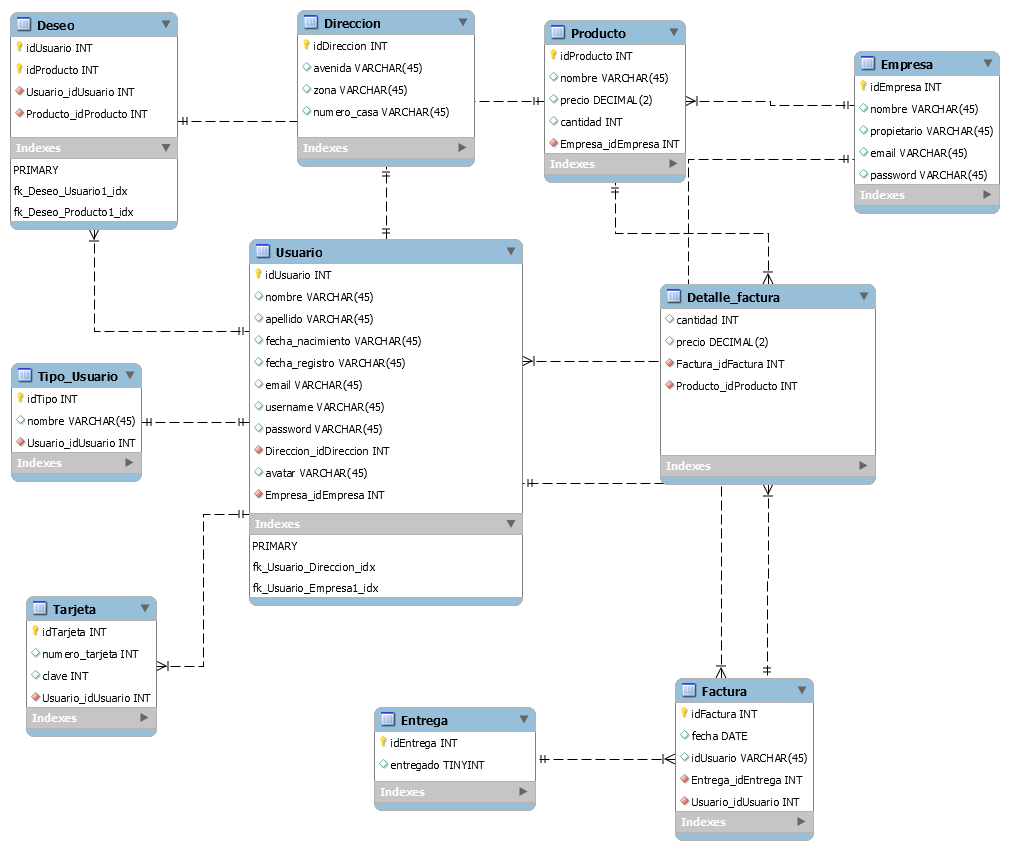 Deseo
idUsuario INT
idProducto INT
Usuario_idUsuario INT
Producto_idProducto INT
Indexes
PRIMARY
fk_Deseo_Usuario1_idx
fk_Deseo_Producto1_idx
Direccion
idDireccion INT
avenida VARCHAR(45)
zona VARCHAR(45)
numero_casa VARCHAR(45)
Indexes
Producto
idProducto INT
nombre VARCHAR(45)
precio DECIMAL(2)
cantidad INT
Empresa_idEmpresa INT
Indexes
Empresa
idEmpresa INT
nombre VARCHAR(45)
propietario VARCHAR(45)
email VARCHAR(45)
password VARCHAR(45)
Indexes
Usuario
idUsuario INT
nombre VARCHAR(45)
apellido VARCHAR(45)
fecha_nacimiento VARCHAR(45)
fecha_registro VARCHAR(45)
email VARCHAR(45)
username VARCHAR(45)
password VARCHAR(45)
Direccion_idDireccion INT
avatar VARCHAR(45)
Empresa_idEmpresa INT
Indexes
PRIMARY
fk_Usuario_Direccion_idx
fk_Usuario_Empresa1_idx
Detalle_factura
cantidad INT
precio DECIMAL(2)
Factura_idFactura INT
Producto_idProducto INT
Indexes
Tipo_Usuario
idTipo INT
nombre VARCHAR(45)
Usuario_idUsuario INT
Indexes
Tarjeta
idTarjeta INT
numero_tarjeta INT
clave INT
Usuario_idUsuario INT
Indexes
Entrega
idEntrega INT
entregado TINYINT
Indexes
Factura
idFactura INT
fecha DATE
idUsuario VARCHAR(45)
Entrega_idEntrega INT
Usuario_idUsuario INT
Indexes